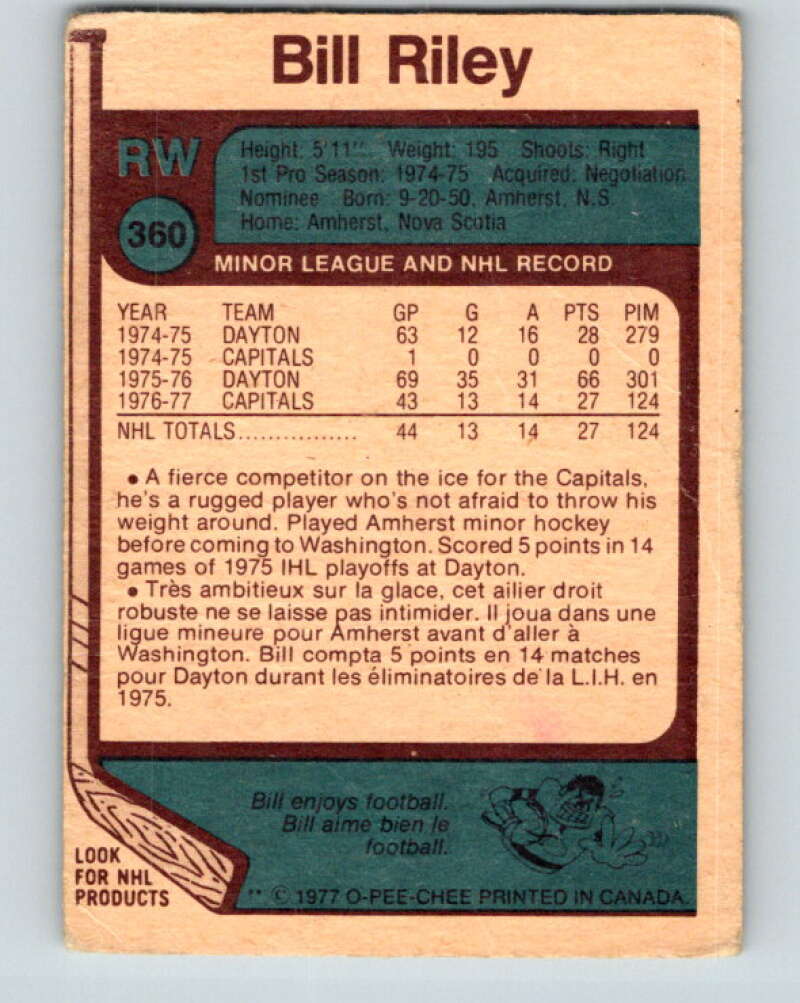 Bill Riley
RW
Height: 5'11". Weight: 195 Shoots: Right
1st Pro Season: 1974-75 Acquired: Negotiation
Nominee Born: 9-20-50, Amherst, N.S.
Home: Amherst, Nova Scotia
360
MINOR LEAGUE AND NHL RECORD
YEAR TEAM GP G A PTS PIM
1974-75 DAYTON 63 12 16 28 279
1974-75 CAPITALS 1 0 0 0 0
1975-76 DAYTON 69 35 31 66 301
1976-77 CAPITALS 43 13 14 27 124
NHL TOTALS................ 44 13 14 27 124
• A fierce competitor on the ice for the Capitals,
he's a rugged player who's not afraid to throw his
weight around. Played Amherst minor hockey
before coming to Washington. Scored 5 points in 14
games of 1975 IHL playoffs at Dayton.
• Très ambitieux sur la glace, cet ailier droit
robuste ne se laisse pas intimider. Il joua dans une
ligue mineure pour Amherst avant d'aller à
Washington. Bill compta 5 points en 14 matches
pour Dayton durant les éliminatoires de la L.I.H. en
1975.
Bill enjoys football.
Bill aime bien le
football.
LOOK
FOR NHL
PRODUCTS
** © 1977 O-PEE-CHEE PRINTED IN CANADA.